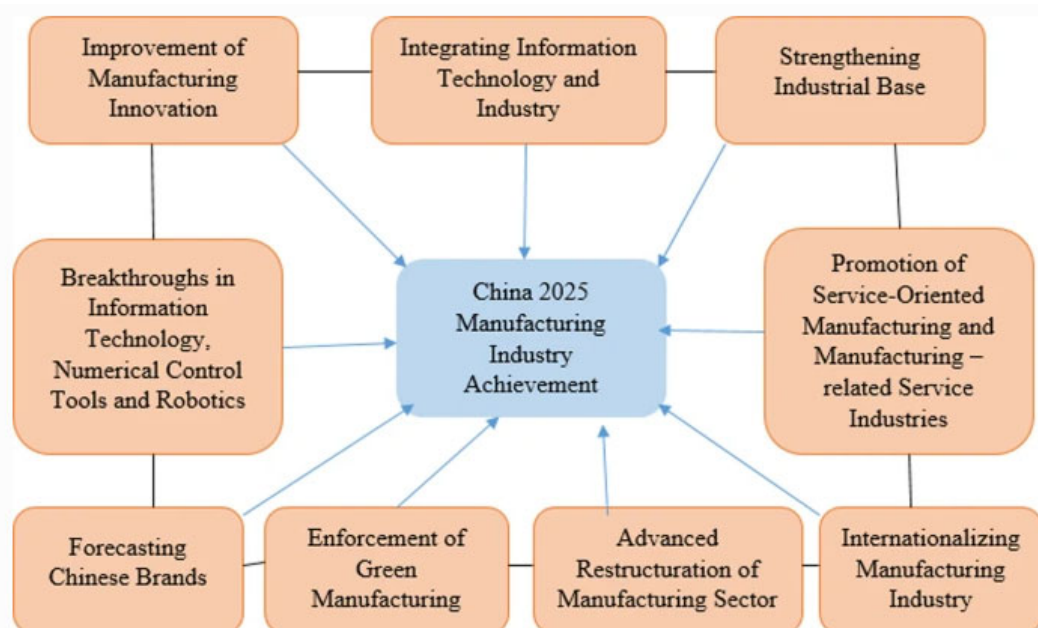 Improvement of
Manufacturing
Innovation
Integrating Information
Technology and
Industry
Strengthening
Industrial Base
Breakthroughs in
Information
Technology,
Numerical Control
Tools and Robotics
China 2025
Manufacturing
Industry
Achievement
Promotion of
Service-Oriented
Manufacturing and
Manufacturing –
related Service
Industries
Forecasting
Chinese Brands
Enforcement of
Green
Manufacturing
Advanced
Restructuration of
Manufacturing Sector
Internationalizing
Manufacturing
Industry